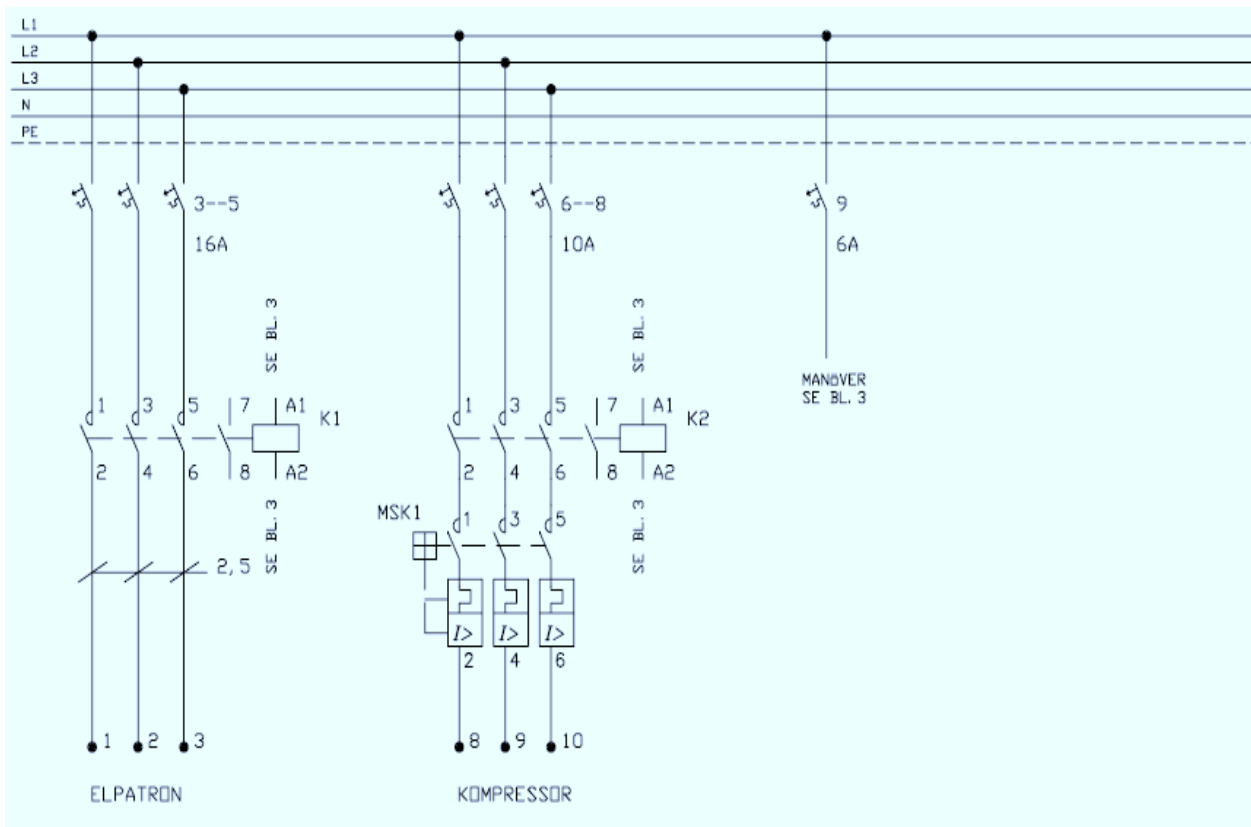 L1
L2
L3
N
PE
3--5
16A
6--8
10A
9
6A
SE BL. 3
SE BL. 3
MANÖVER
SE BL. 3
1 3 5 7 A1 K1
2 4 6 8 A2
1 3 5 7 A1 K2
2 4 6 8 A2
SE BL. 3
SE BL. 3
MSK1 1 3 5
2,5
I> I> I>
2 4 6
1 2 3
8 9 10
ELPATRON
KOMPRESSOR